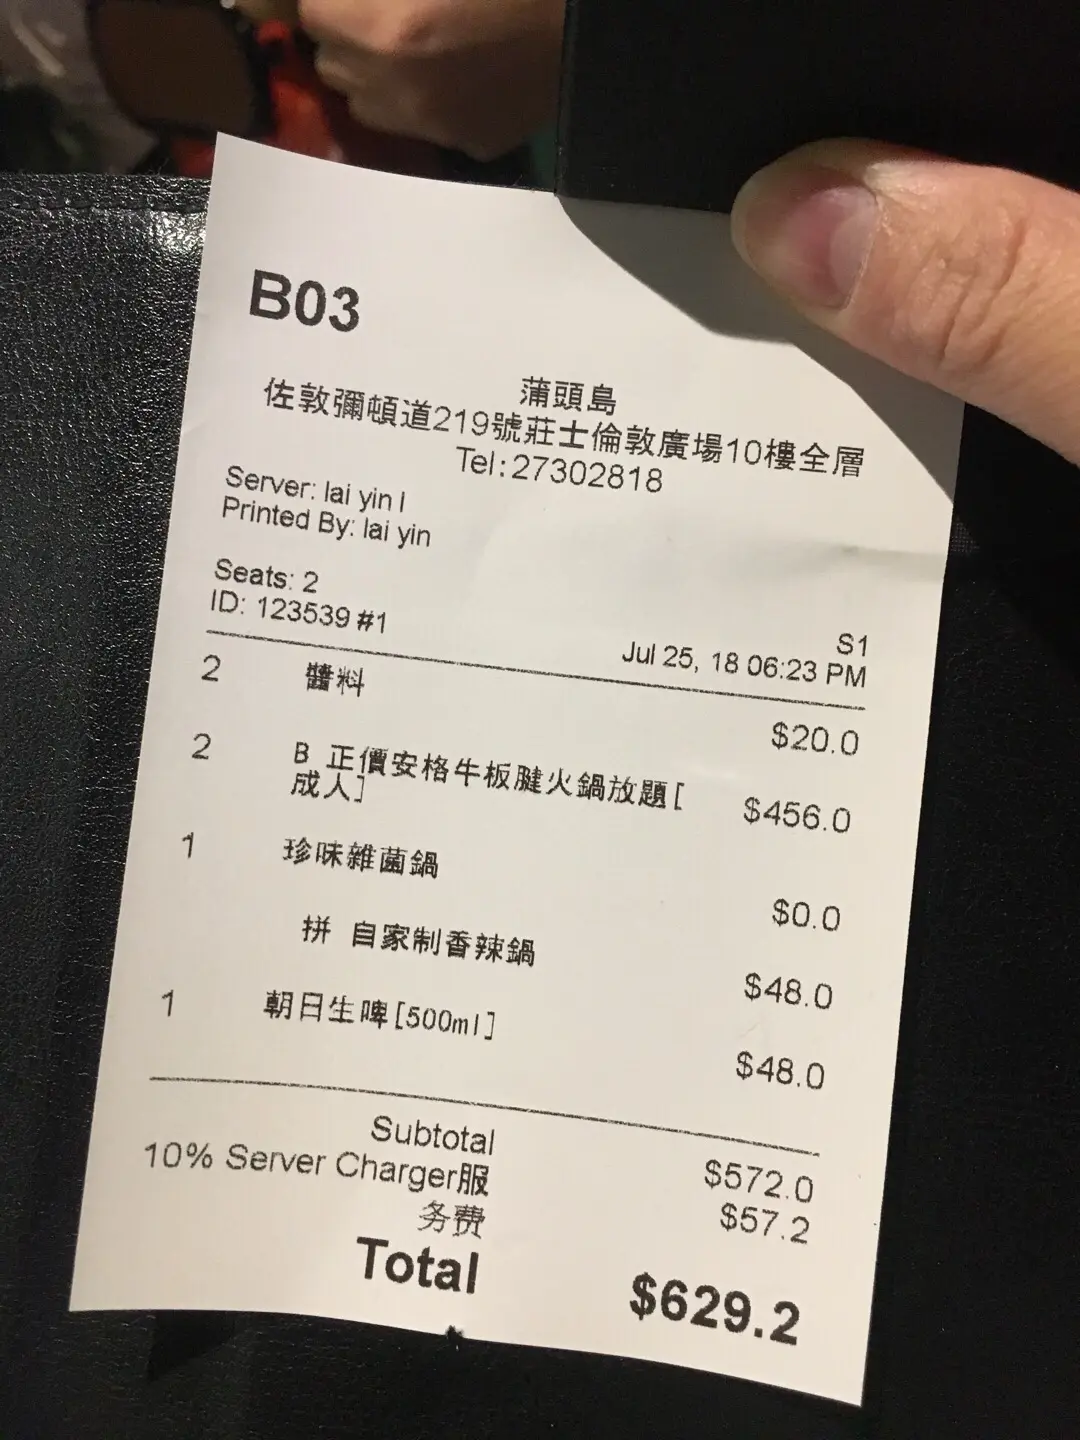 B03
蒲頭島
佐敦彌頓道219號莊士倫敦廣場10樓全層
Tel:27302818
Server: lai yin l
Printed By: lai yin
Seats: 2
S1
ID: 123539 #1
Jul 25, 18 06:23 PM
2 醬料 $20.0
2 B 正價安格牛板腱火鍋放題[
成人] $456.0
1 珍味雜菌鍋 $0.0
拼 自家制香辣鍋 $48.0
1 朝日生啤[500ml] $48.0
Subtotal $572.0
10% Server Charger服
务费 $57.2
Total $629.2